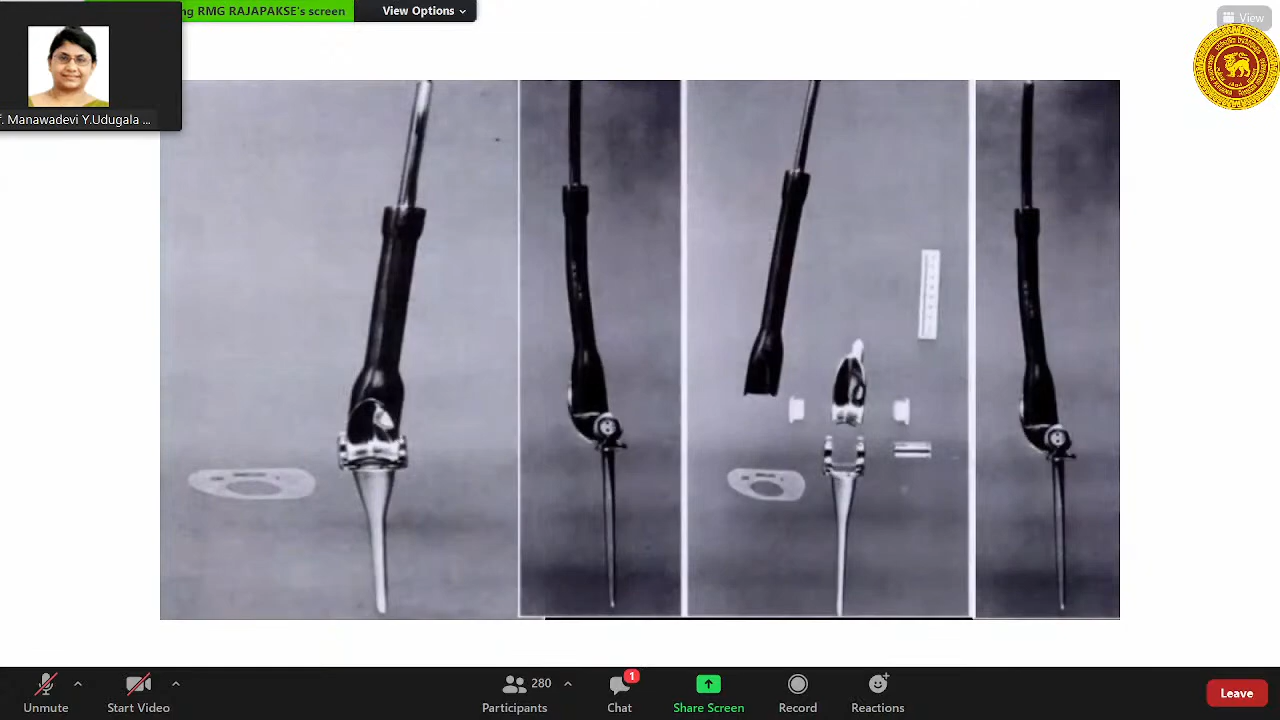 ng RMG RAJAPAKSE's screen
View Options
View
f. Manawadevi Y.Udugala ...
Unmute
Start Video
280
Participants
1
Chat
Share Screen
Record
Reactions
Leave